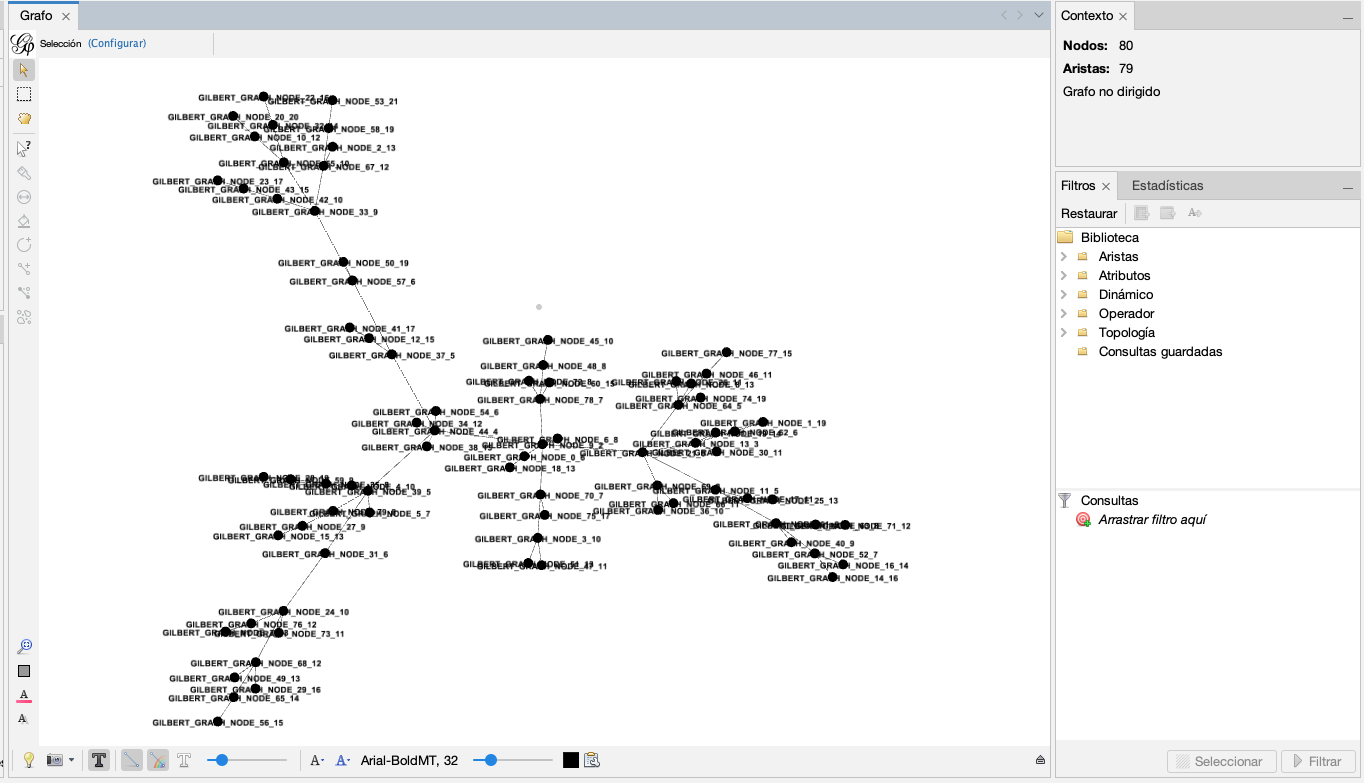 Grafo
Selección (Configurar)
GILBERT_GRAPH_NODE_53_21
GILBERT_GRAPH_NODE_20_20
GILBERT_GRAPH_NODE_58_19
GILBERT_GRAPH_NODE_10_12
GILBERT_GRAPH_NODE_2_13
GILBERT_GRAPH_NODE_67_12
GILBERT_GRAPH_NODE_23_17
GILBERT_GRAPH_NODE_43_15
GILBERT_GRAPH_NODE_42_10
GILBERT_GRAPH_NODE_33_9
GILBERT_GRAPH_NODE_50_19
GILBERT_GRAPH_NODE_57_6
GILBERT_GRAPH_NODE_41_17
GILBERT_GRAPH_NODE_12_15
GILBERT_GRAPH_NODE_37_5
GILBERT_GRAPH_NODE_45_10
GILBERT_GRAPH_NODE_77_15
GILBERT_GRAPH_NODE_48_8
GILBERT_GRAPH_NODE_46_11
GILBERT_GRAPH_NODE_60_15
GILBERT_GRAPH_NODE_78_7
GILBERT_GRAPH_NODE_74_19
GILBERT_GRAPH_NODE_64_5
GILBERT_GRAPH_NODE_54_6
GILBERT_GRAPH_NODE_34_12
GILBERT_GRAPH_NODE_44_4
GILBERT_GRAPH_NODE_1_19
GILBERT_GRAPH_NODE_62_6
GILBERT_GRAPH_NODE_6_8
GILBERT_GRAPH_NODE_9_2
GILBERT_GRAPH_NODE_13_3
GILBERT_GRAPH_NODE_0_6
GILBERT_GRAPH_NODE_30_11
GILBERT_GRAPH_NODE_18_13
GILBERT_GRAPH_NODE_4_10
GILBERT_GRAPH_NODE_39_5
GILBERT_GRAPH_NODE_11_5
GILBERT_GRAPH_NODE_70_7
GILBERT_GRAPH_NODE_25_13
GILBERT_GRAPH_NODE_36_10
GILBERT_GRAPH_NODE_5_7
GILBERT_GRAPH_NODE_75_17
GILBERT_GRAPH_NODE_27_9
GILBERT_GRAPH_NODE_71_12
GILBERT_GRAPH_NODE_15_13
GILBERT_GRAPH_NODE_3_10
GILBERT_GRAPH_NODE_40_9
GILBERT_GRAPH_NODE_31_6
GILBERT_GRAPH_NODE_52_7
GILBERT_GRAPH_NODE_16_14
GILBERT_GRAPH_NODE_14_16
GILBERT_GRAPH_NODE_24_10
GILBERT_GRAPH_NODE_76_12
GILBERT_GRAPH_NODE_73_11
GILBERT_GRAPH_NODE_68_12
GILBERT_GRAPH_NODE_49_13
GILBERT_GRAPH_NODE_29_16
GILBERT_GRAPH_NODE_65_14
GILBERT_GRAPH_NODE_56_15
Arial-BoldMT, 32
Contexto
Nodos: 80
Aristas: 79
Grafo no dirigido
Filtros Estadísticas
Restaurar
Biblioteca
Aristas
Atributos
Dinámico
Operador
Topología
Consultas guardadas
Consultas
Arrastrar filtro aquí
Seleccionar Filtrar